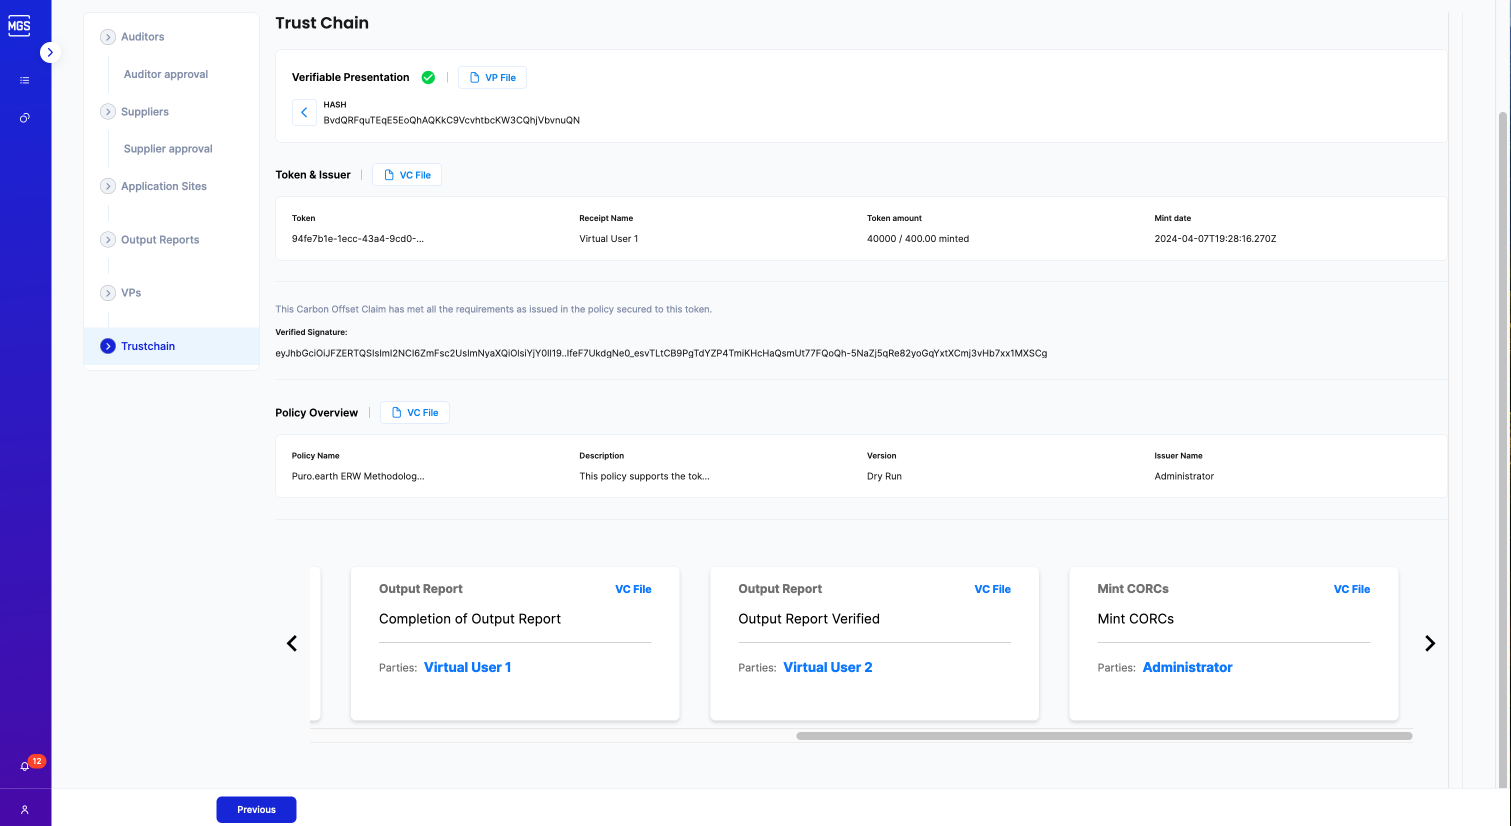 MGS
Auditors
Auditor approval
Suppliers
Supplier approval
Application Sites
Output Reports
VPs
Trustchain
12
Trust Chain
Verifiable Presentation
VP File
HASH
BvdQRFquTEqE5EoQhAQKkC9VcvhtbcKW3CQhjVbvnuQN
Token & Issuer
VC File
Token Receipt Name Token amount Mint date
94fe7b1e-1ecc-43a4-9cd0-... Virtual User 1 40000 / 400.00 minted 2024-04-07T19:28:16.270Z
This Carbon Offset Claim has met all the requirements as issued in the policy secured to this token.
Verified Signature:
eyJhbGciOiJFZERTQSIsImI2NCI6ZmFsc2UsImNyaXQiOlsiYjY0Il19..IfeF7UkdgNe0_esvTLtCB9PgTdYZP4TmiKHcHaQsmUt77FQoQh-5NaZj5qRe82yoGqYxtXCmj3vHb7xx1MXSCg
Policy Overview
VC File
Policy Name Description Version Issuer Name
Puro.earth ERW Methodolog... This policy supports the tok... Dry Run Administrator
Output Report VC File
Completion of Output Report
Parties: Virtual User 1
Output Report VC File
Output Report Verified
Parties: Virtual User 2
Mint CORCs VC File
Mint CORCs
Parties: Administrator
Previous